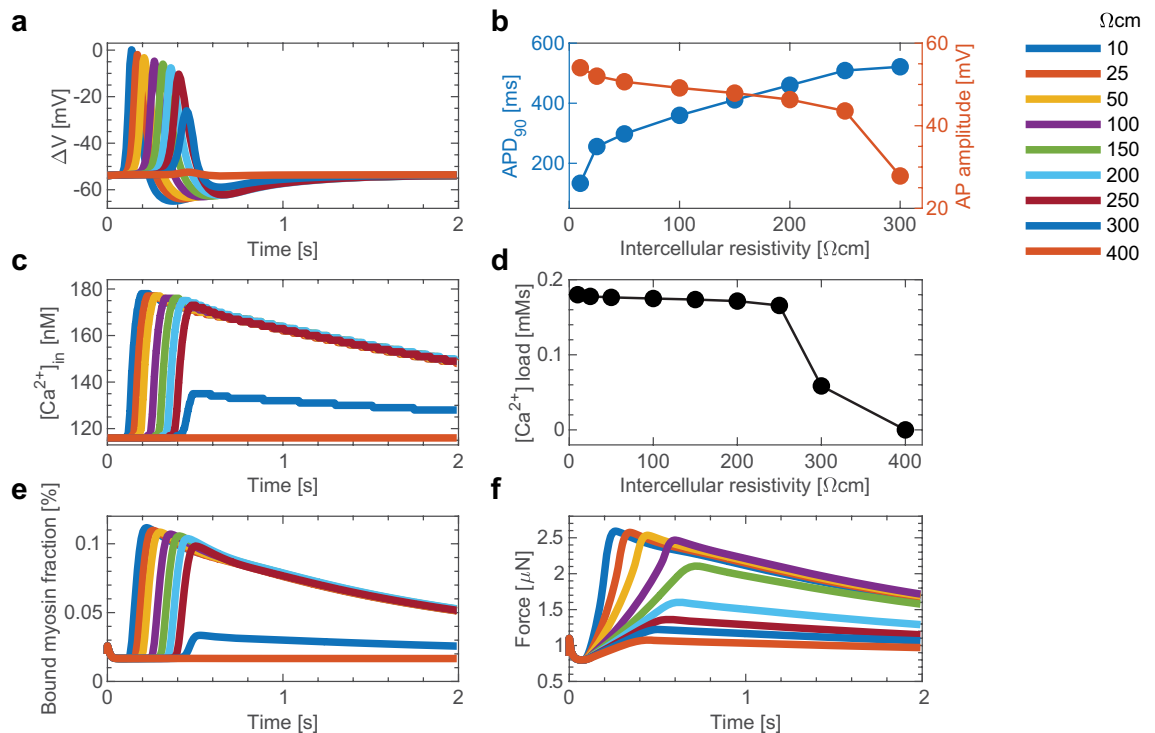 a
0
-20
-40
-60
ΔV [mV]
0
1
2
Time [s]
b
600
400
200
APD90 [ms]
60
40
20
AP amplitude [mV]
0
100
200
300
Intercellular resistivity [Ωcm]
Ωcm
10
25
50
100
150
200
250
300
400
c
180
160
140
120
[Ca2+]in [nM]
0
1
2
Time [s]
d
0.2
0.1
0
[Ca2+] load [mMs]
0
100
200
300
400
Intercellular resistivity [Ωcm]
e
0.1
0.05
0
Bound myosin fraction [%]
0
1
2
Time [s]
f
2.5
2
1.5
1
0.5
Force [μN]
0
1
2
Time [s]